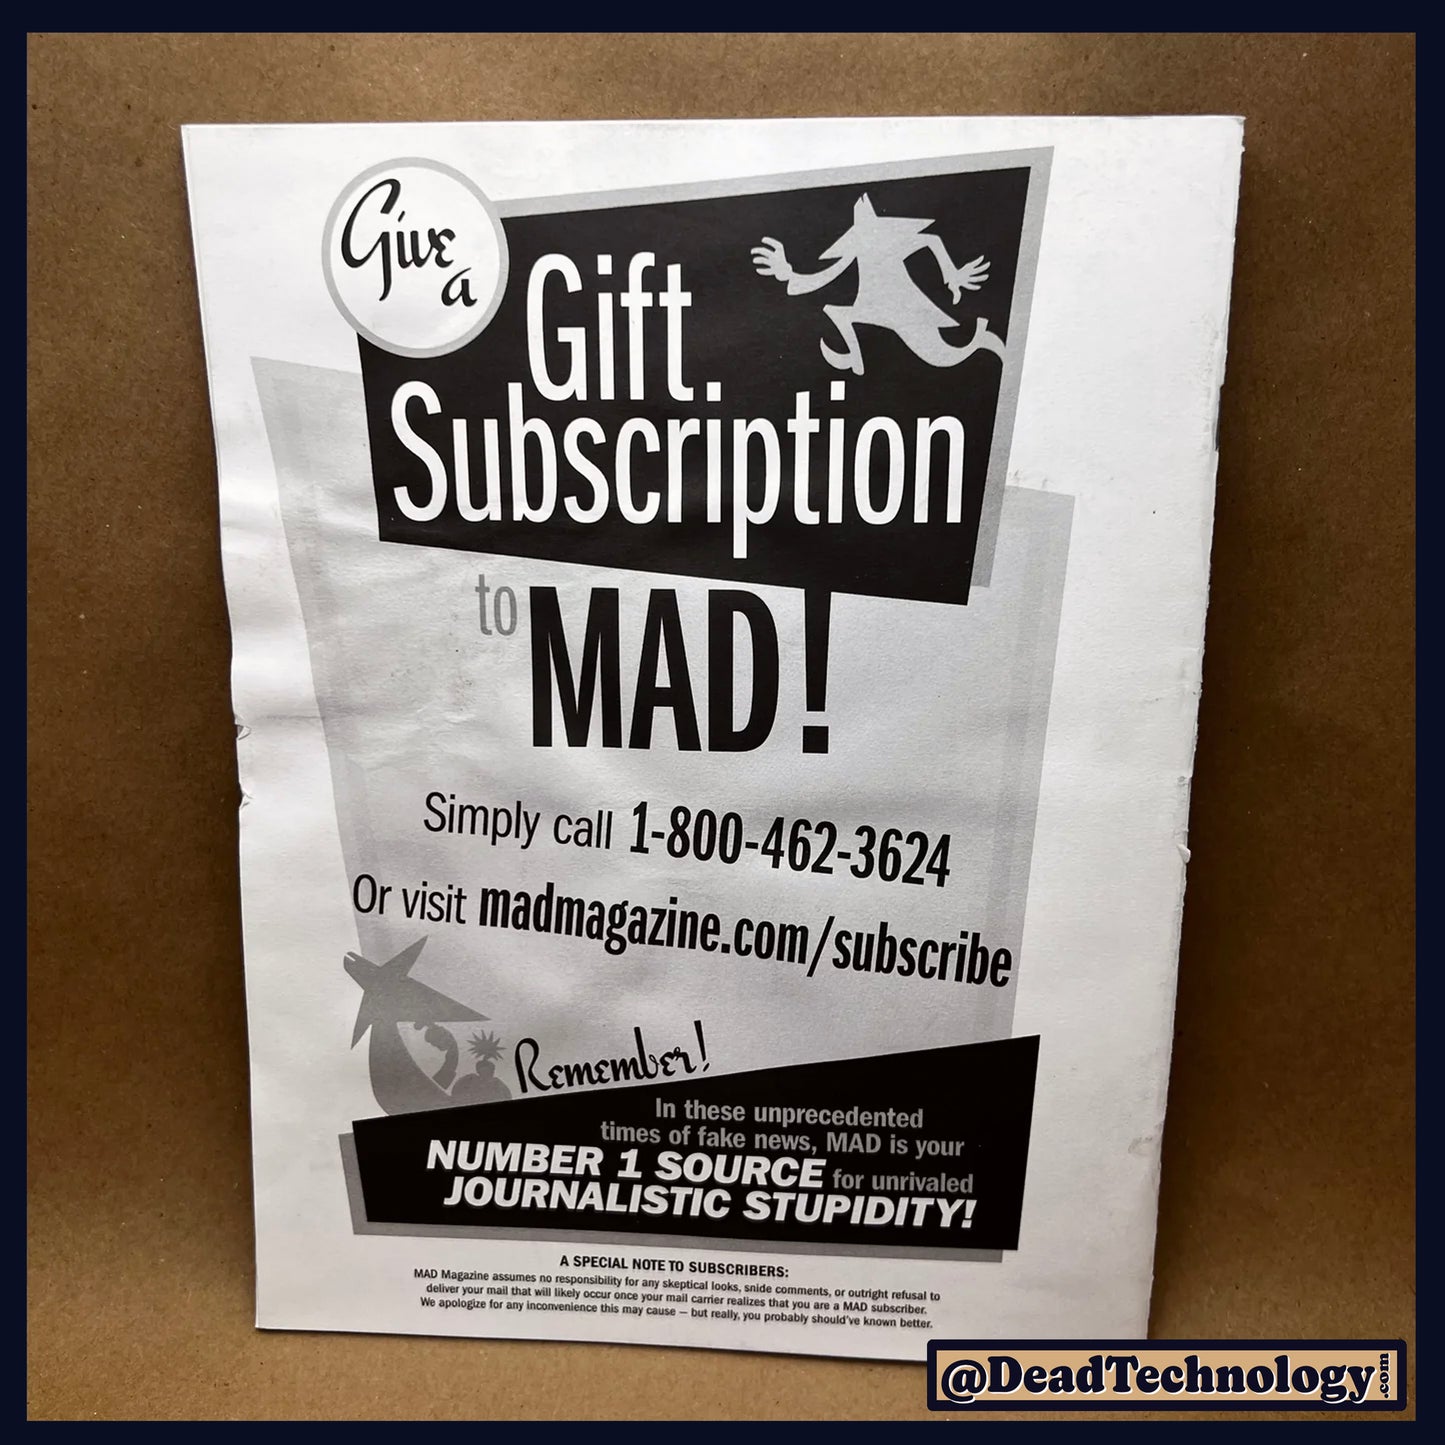 Give
a
Gift
Subscription
to MAD!
Simply call 1-800-462-3624
Or visit madmagazine.com/subscribe
Remember!
In these unprecedented
times of fake news, MAD is your
NUMBER 1 SOURCE for unrivaled
JOURNALISTIC STUPIDITY!
A SPECIAL NOTE TO SUBSCRIBERS:
MAD Magazine assumes no responsibility for any skeptical looks, snide comments, or outright refusal to
deliver your mail that will likely occur once your mail carrier realizes that you are a MAD subscriber.
We apologize for any inconvenience this may cause — but really, you probably should've known better.
@DeadTechnology.com